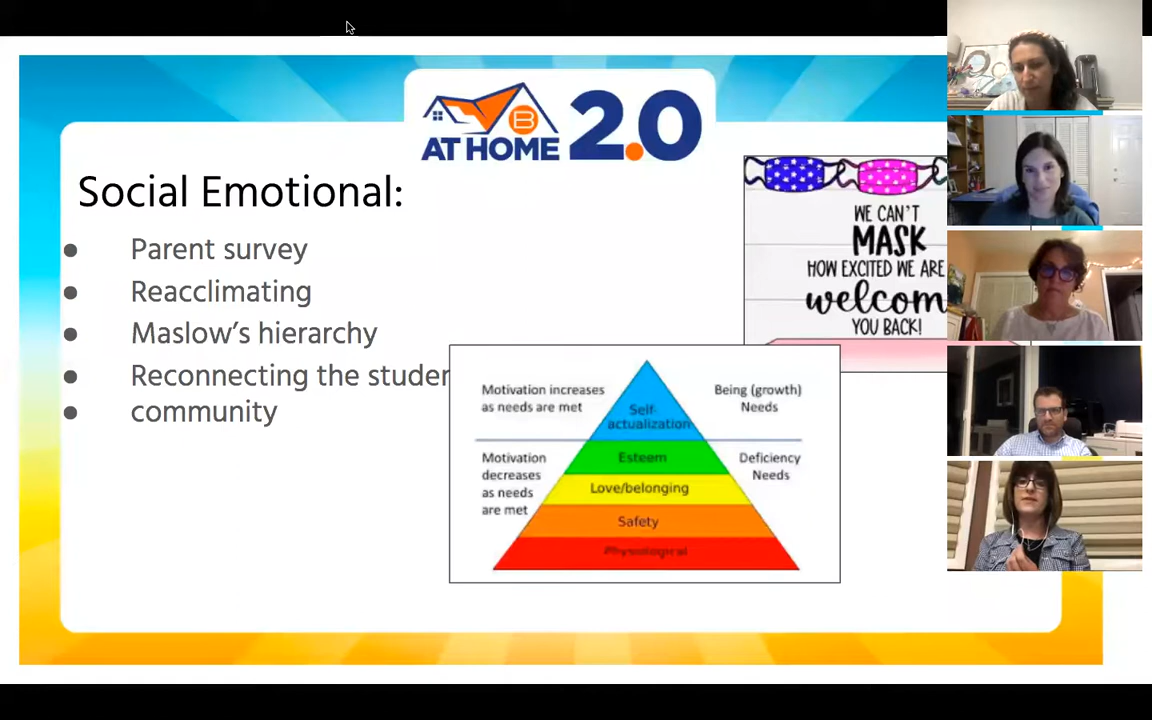 B
AT HOME 2.0
Social Emotional:
Parent survey
Reacclimating
Maslow's hierarchy
Reconnecting the studen
community
WE CAN'T
MASK
HOW EXCITED WE ARE
welcom
YOU BACK!
Motivation increases
as needs are met
Being (growth)
Needs
Self-
actualization
Motivation
decreases
as needs
are met
Deficiency
Needs
Esteem
Love/belonging
Safety
Physiological